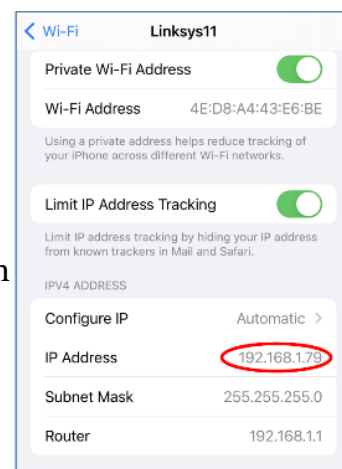 Wi-Fi Linksys11
Private Wi-Fi Address
Wi-Fi Address 4E:D8:A4:43:E6:BE
Using a private address helps reduce tracking of
your iPhone across different Wi-Fi networks.
Limit IP Address Tracking
Limit IP address tracking by hiding your IP address
from known trackers in Mail and Safari.
n
IPV4 ADDRESS
Configure IP Automatic
IP Address 192.168.1.79
Subnet Mask 255.255.255.0
Router 192.168.1.1